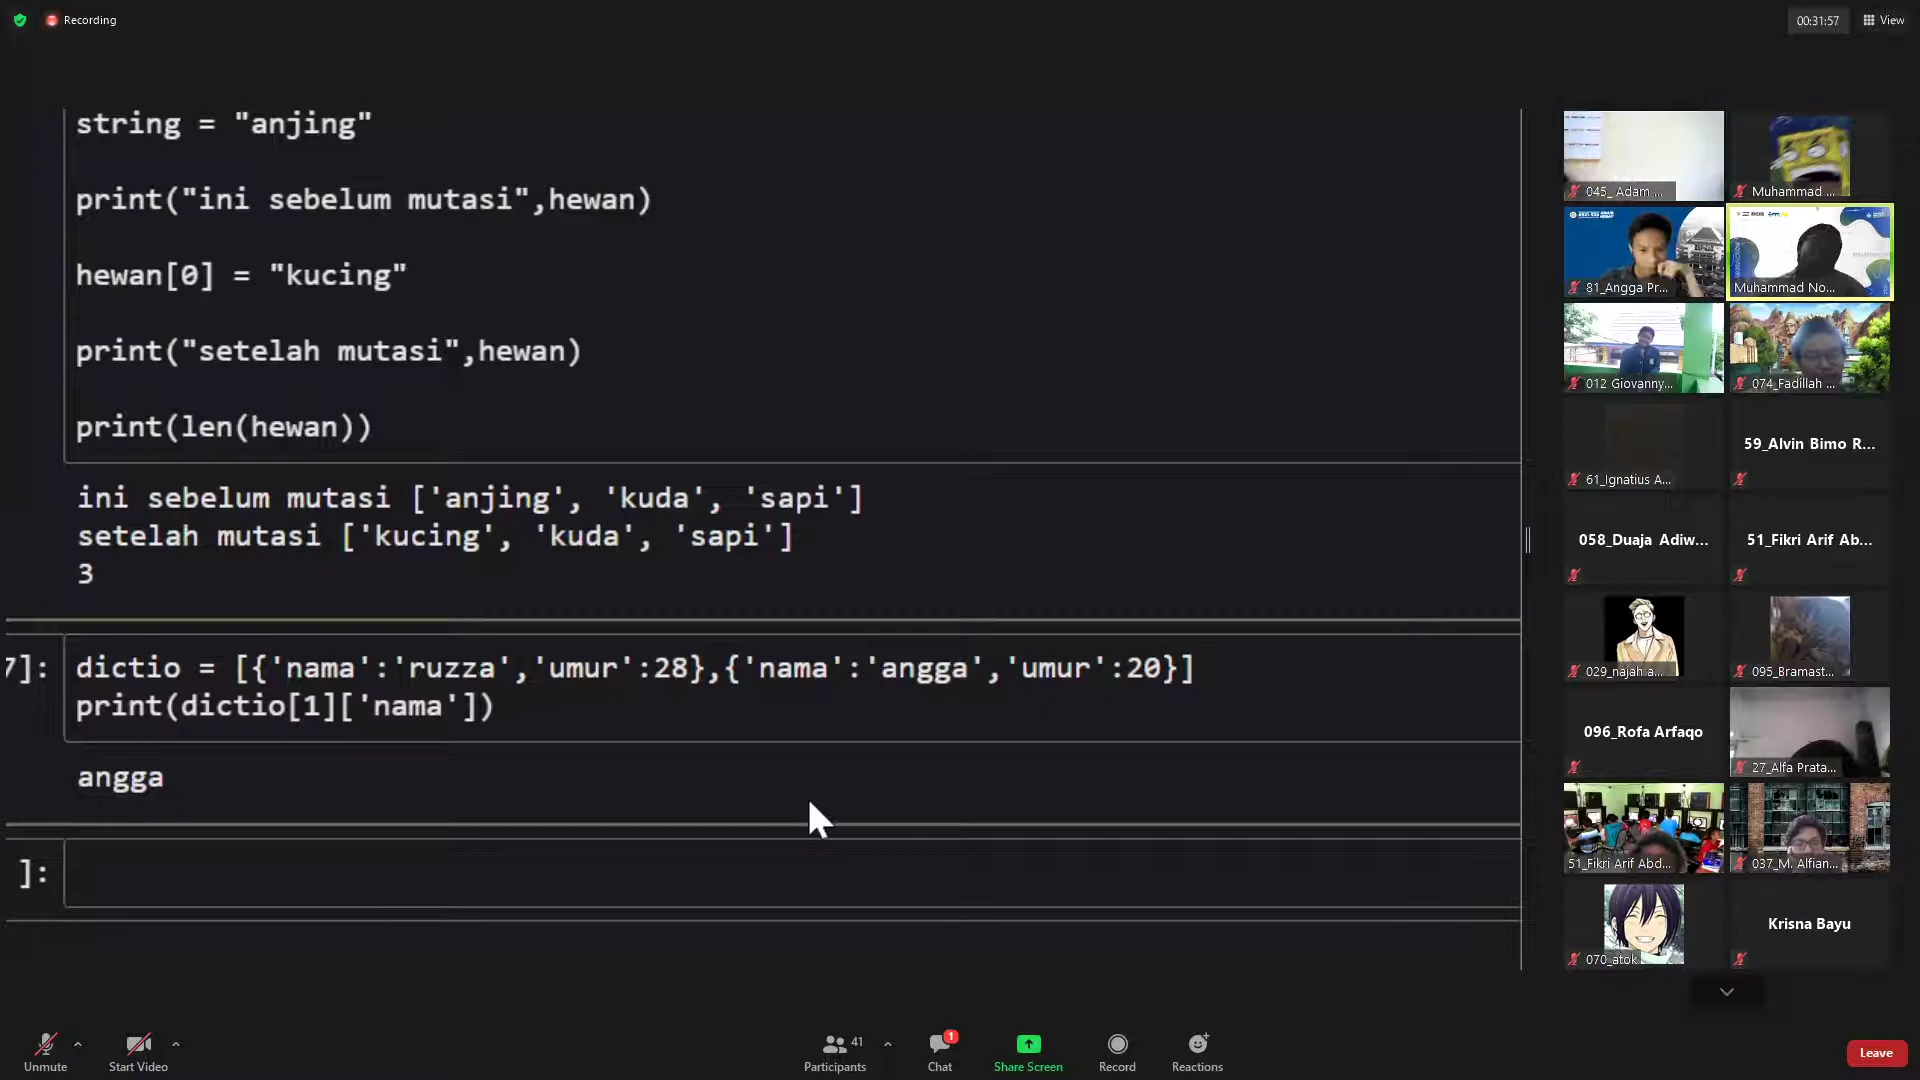 Recording
00:31:57
View
string = "anjing"
print("ini sebelum mutasi",hewan)
hewan[0] = "kucing"
print("setelah mutasi",hewan)
print(len(hewan))
ini sebelum mutasi ['anjing', 'kuda', 'sapi']
setelah mutasi ['kucing', 'kuda', 'sapi']
3
7]:
dictio = [{'nama':'ruzza','umur':28},{'nama':'angga','umur':20}]
print(dictio[1]['nama'])
angga
]:
045_ Adam ...
Muhammad ...
81_Angga Pr...
Muhammad No...
012 Giovanny...
074_Fadillah ...
61_Ignatius A...
59_Alvin Bimo R...
058_Duaja Adiw...
51_Fikri Arif Ab...
029_najah a...
095_Bramast...
096_Rofa Arfaqo
27_Alfa Prata...
51_Fikri Arif Abd...
037_M. Alfian...
070_atok
Krisna Bayu
Unmute
Start Video
41
Participants
1
Chat
Share Screen
Record
Reactions
Leave